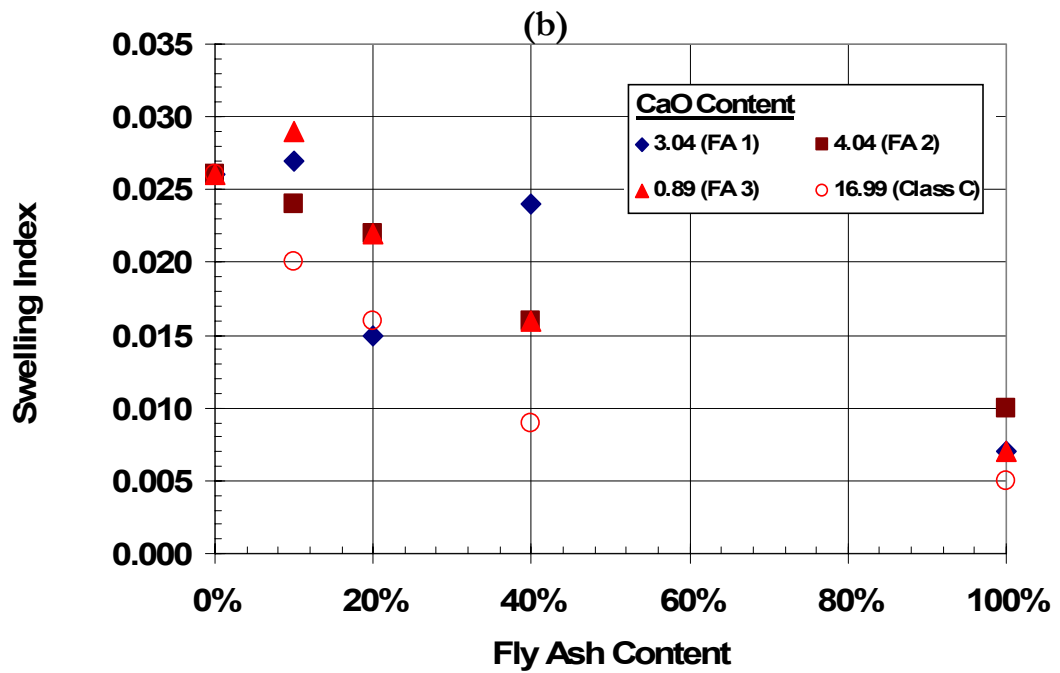 (b)
0.035
0.030
0.025
0.020
0.015
0.010
0.005
0.000
Swelling Index
CaO Content
3.04 (FA 1)
4.04 (FA 2)
0.89 (FA 3)
16.99 (Class C)
0%
20%
40%
60%
80%
100%
Fly Ash Content